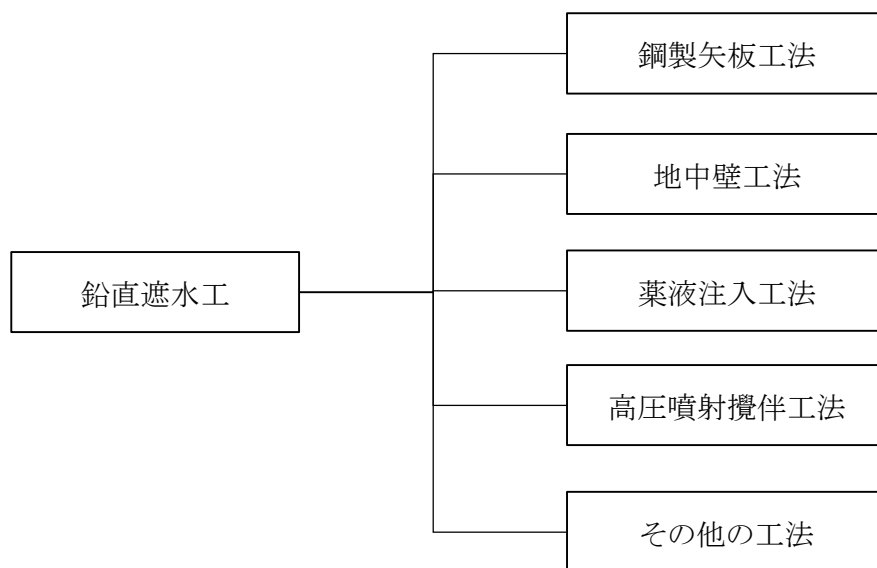 鋼製矢板工法
地中壁工法
鉛直遮水工
薬液注入工法
高圧噴射攪伴工法
その他の工法